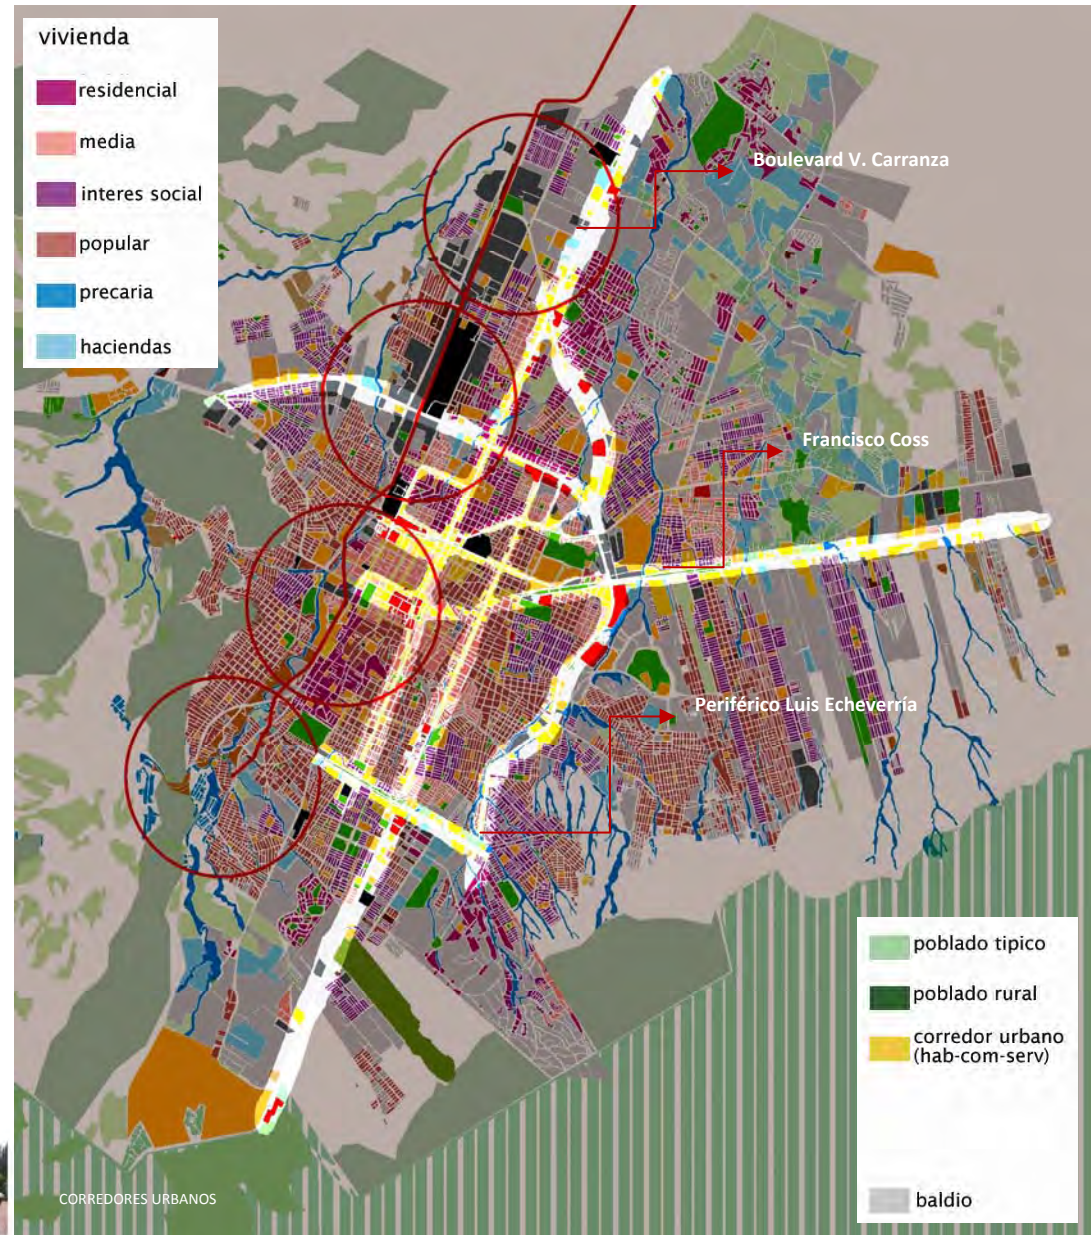 vivienda
residencial
media
interes social
popular
precaria
haciendas
Boulevard V. Carranza
Francisco Coss
Periférico Luis Echeverría
poblado tipico
poblado rural
corredor urbano
(hab-com-serv)
baldio
CORREDORES URBANOS